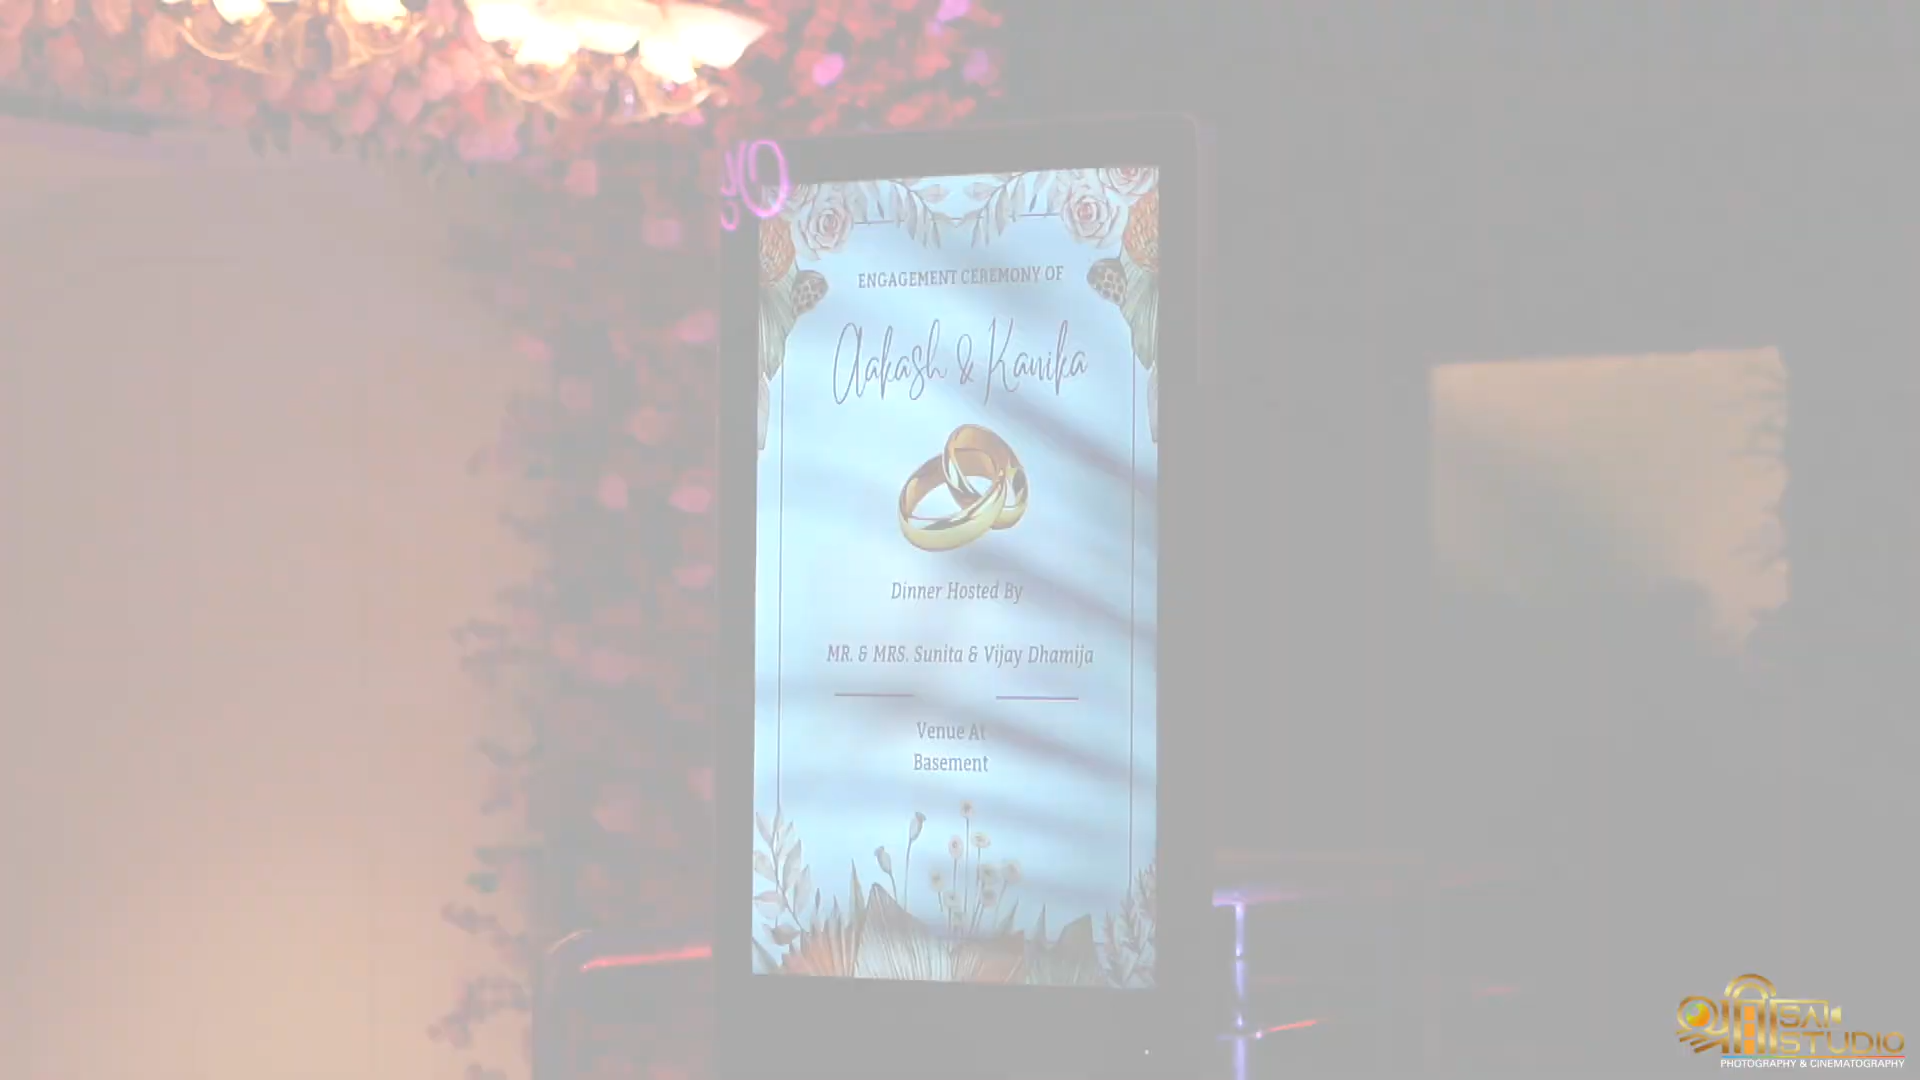 ENGAGEMENT CEREMONY OF
Aakash & Kanika
Dinner Hosted By
MR. & MRS. Sunita & Vijay Dhamija
Venue At
Basement
SAI
STUDIO
PHOTOGRAPHY & CINEMATOGRAPHY